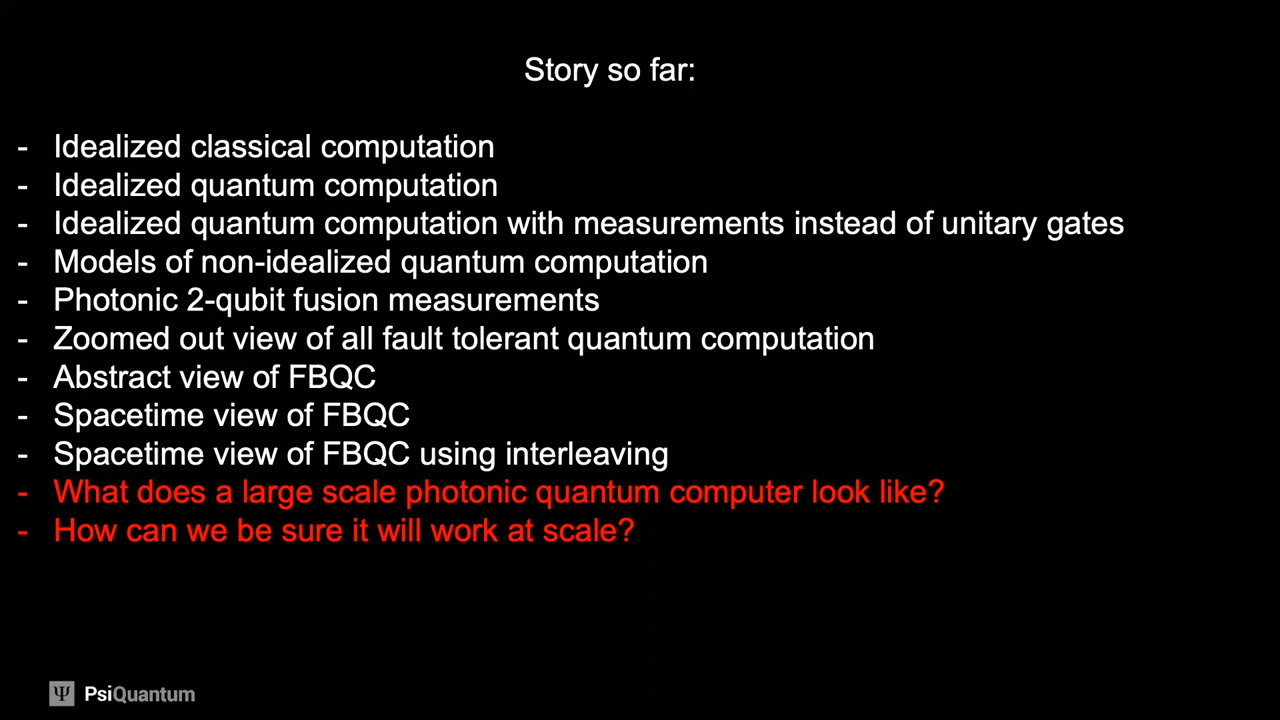 Story so far:
- Idealized classical computation
- Idealized quantum computation
- Idealized quantum computation with measurements instead of unitary gates
- Models of non-idealized quantum computation
- Photonic 2-qubit fusion measurements
- Zoomed out view of all fault tolerant quantum computation
- Abstract view of FBQC
- Spacetime view of FBQC
- Spacetime view of FBQC using interleaving
- What does a large scale photonic quantum computer look like?
- How can we be sure it will work at scale?
Ψ PsiQuantum